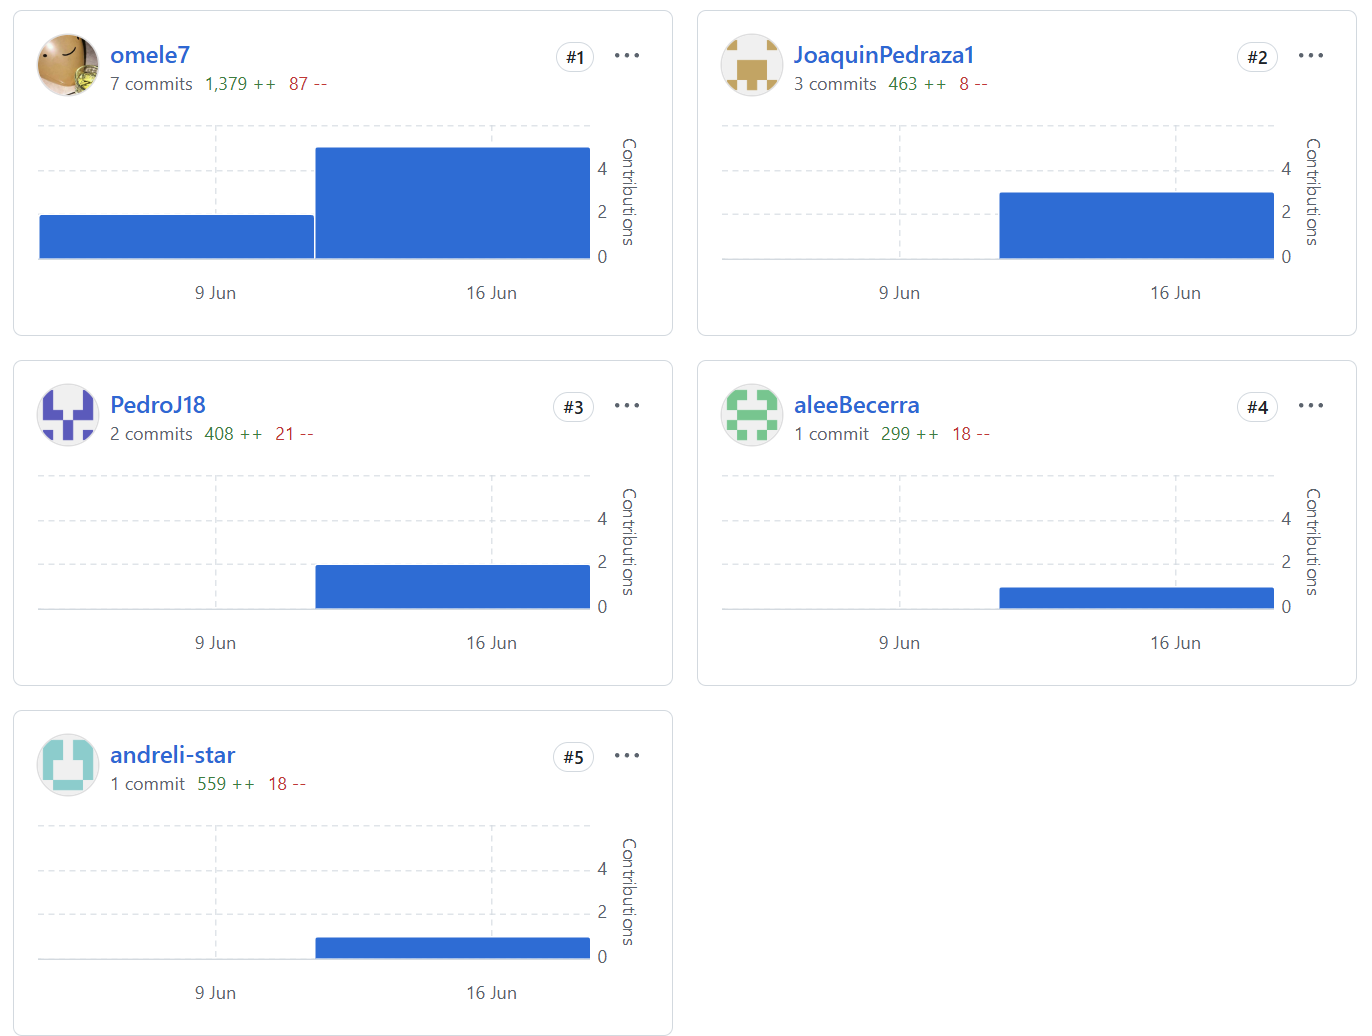 omele7
#1
7 commits 1,379 ++ 87 --
Contributions
4
2
0
9 Jun 16 Jun
JoaquinPedraza1
#2
3 commits 463 ++ 8 --
Contributions
4
2
0
9 Jun 16 Jun
PedroJ18
#3
2 commits 408 ++ 21 --
Contributions
4
2
0
9 Jun 16 Jun
aleeBecerra
#4
1 commit 299 ++ 18 --
Contributions
4
2
0
9 Jun 16 Jun
andreli-star
#5
1 commit 559 ++ 18 --
Contributions
4
2
0
9 Jun 16 Jun